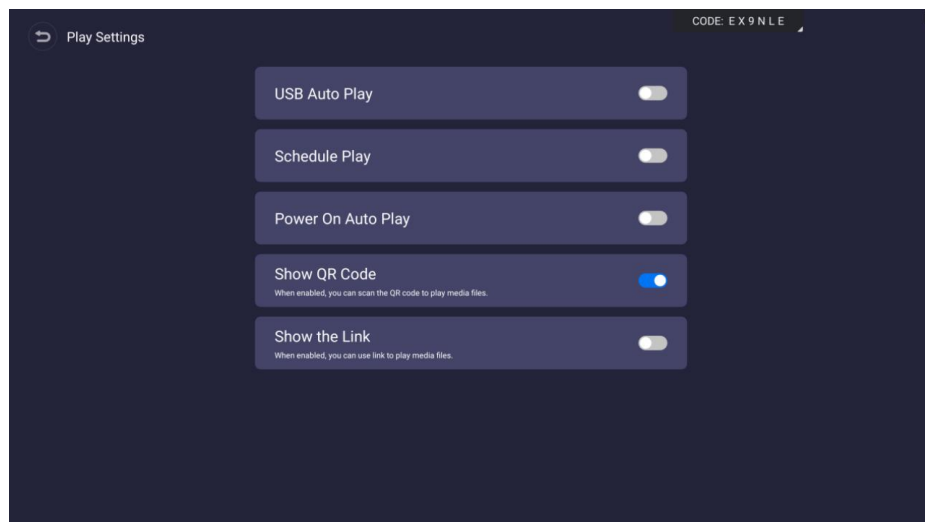 CODE: E X 9 N L E
Play Settings
USB Auto Play
Schedule Play
Power On Auto Play
Show QR Code
When enabled, you can scan the QR code to play media files.
Show the Link
When enabled, you can use link to play media files.